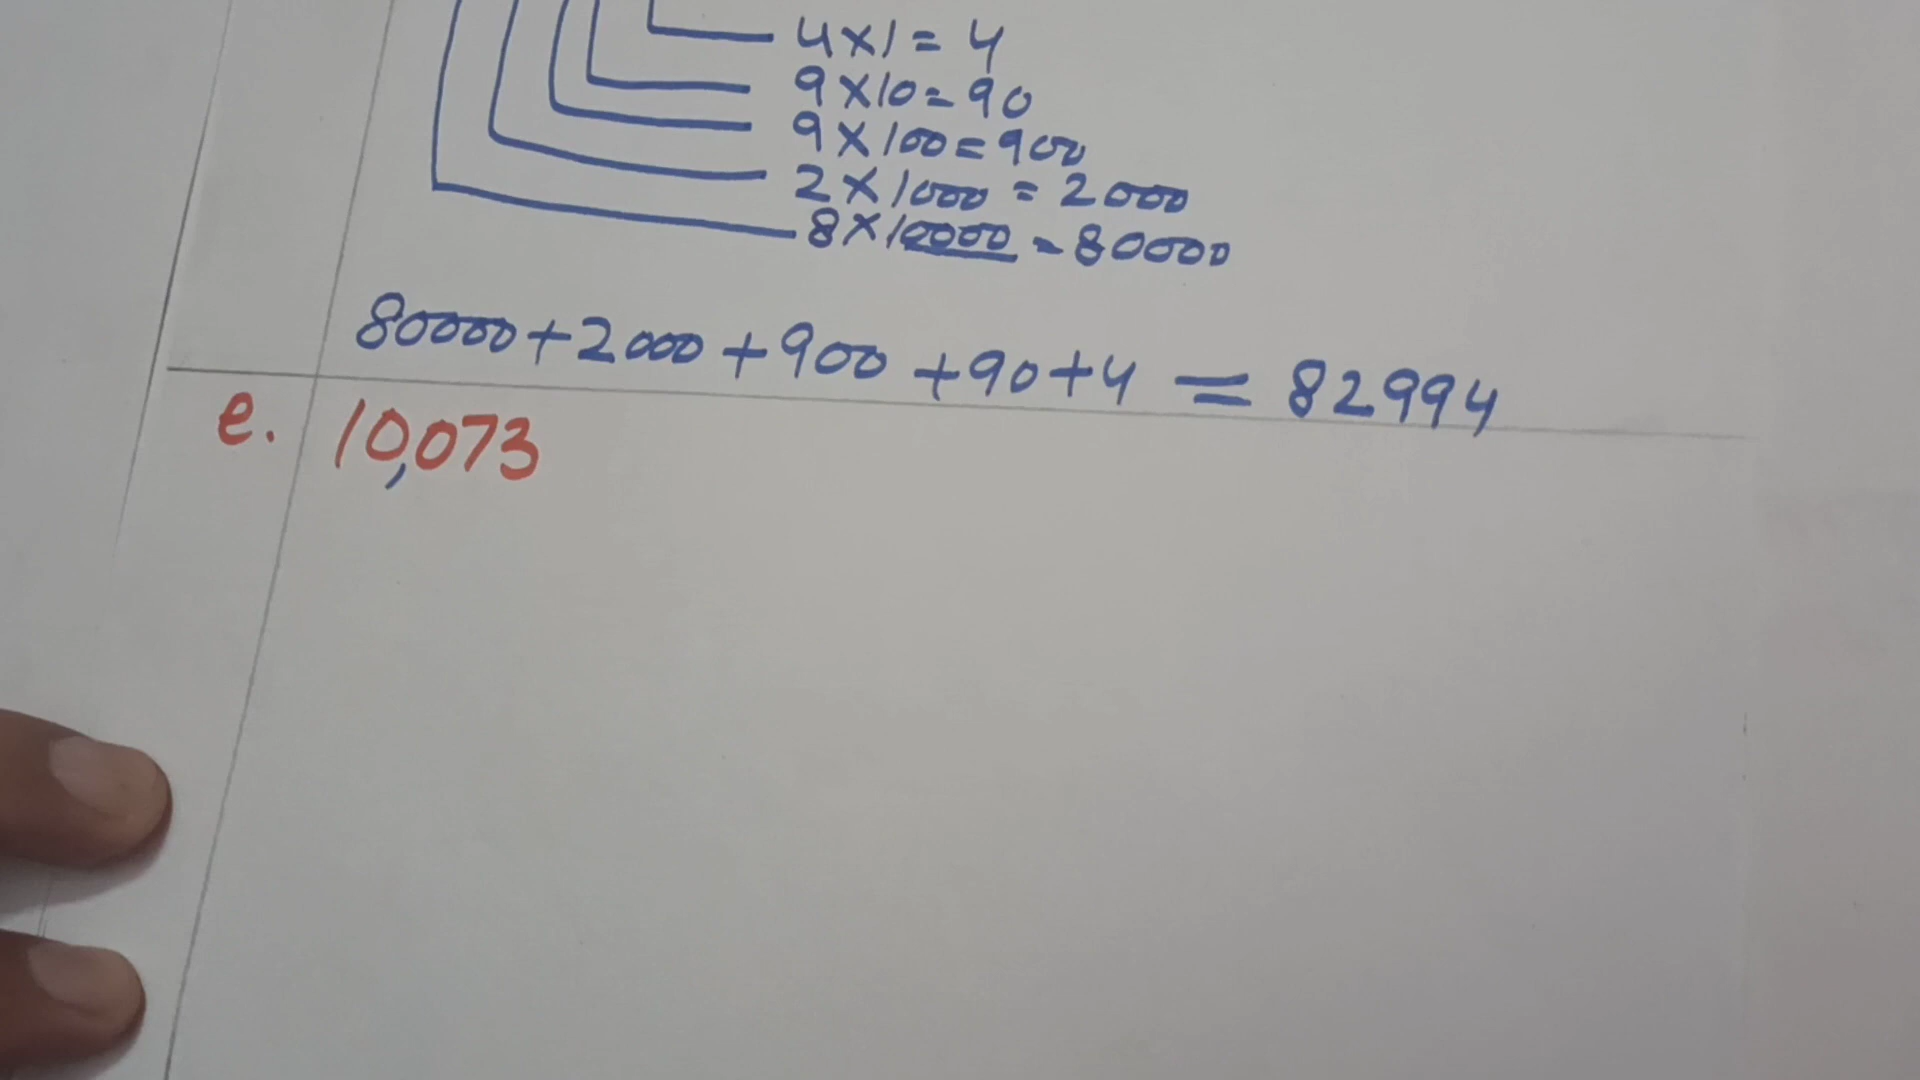 4×1 = 4
9×10 = 90
9×100 = 900
2×1000 = 2000
8×10000 = 80000
80000+2000+900+90+4 = 82994
e. 10,073